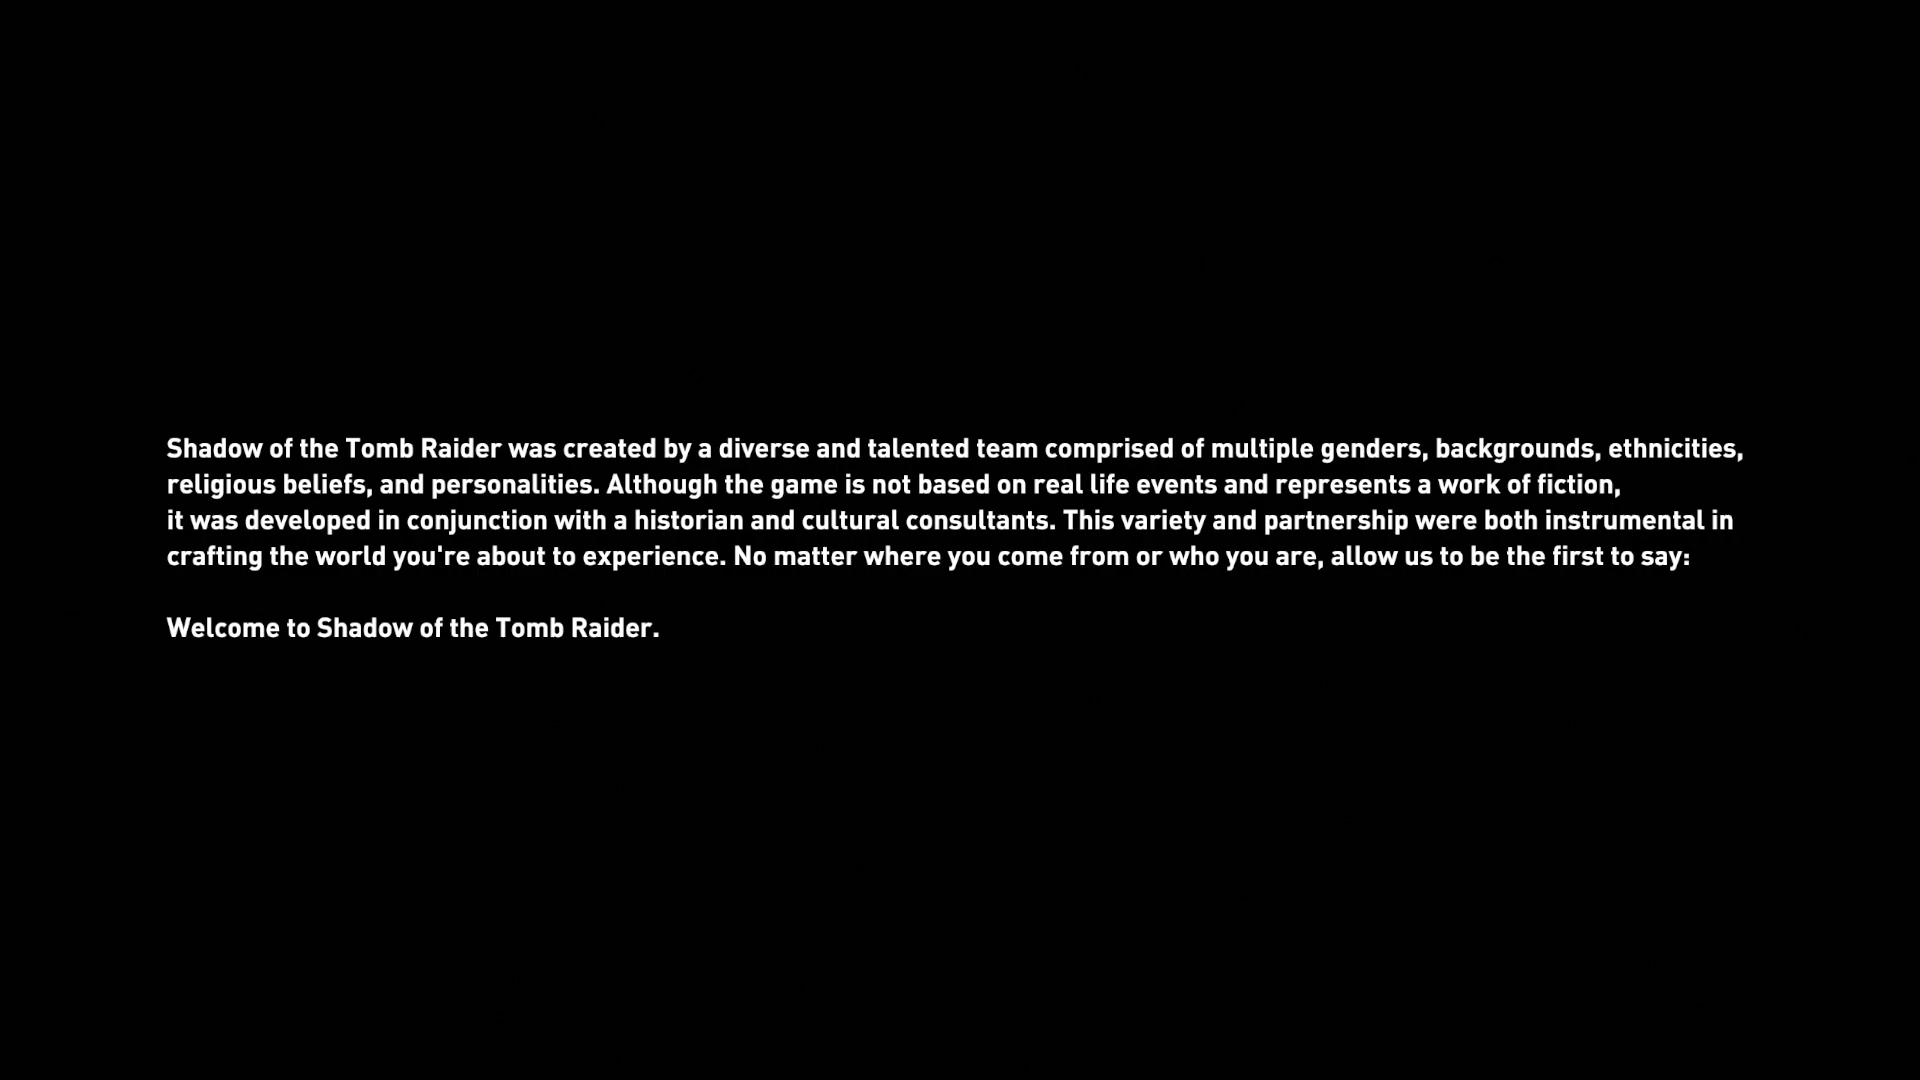 Shadow of the Tomb Raider was created by a diverse and talented team comprised of multiple genders, backgrounds, ethnicities,
religious beliefs, and personalities. Although the game is not based on real life events and represents a work of fiction,
it was developed in conjunction with a historian and cultural consultants. This variety and partnership were both instrumental in
crafting the world you're about to experience. No matter where you come from or who you are, allow us to be the first to say:
Welcome to Shadow of the Tomb Raider.